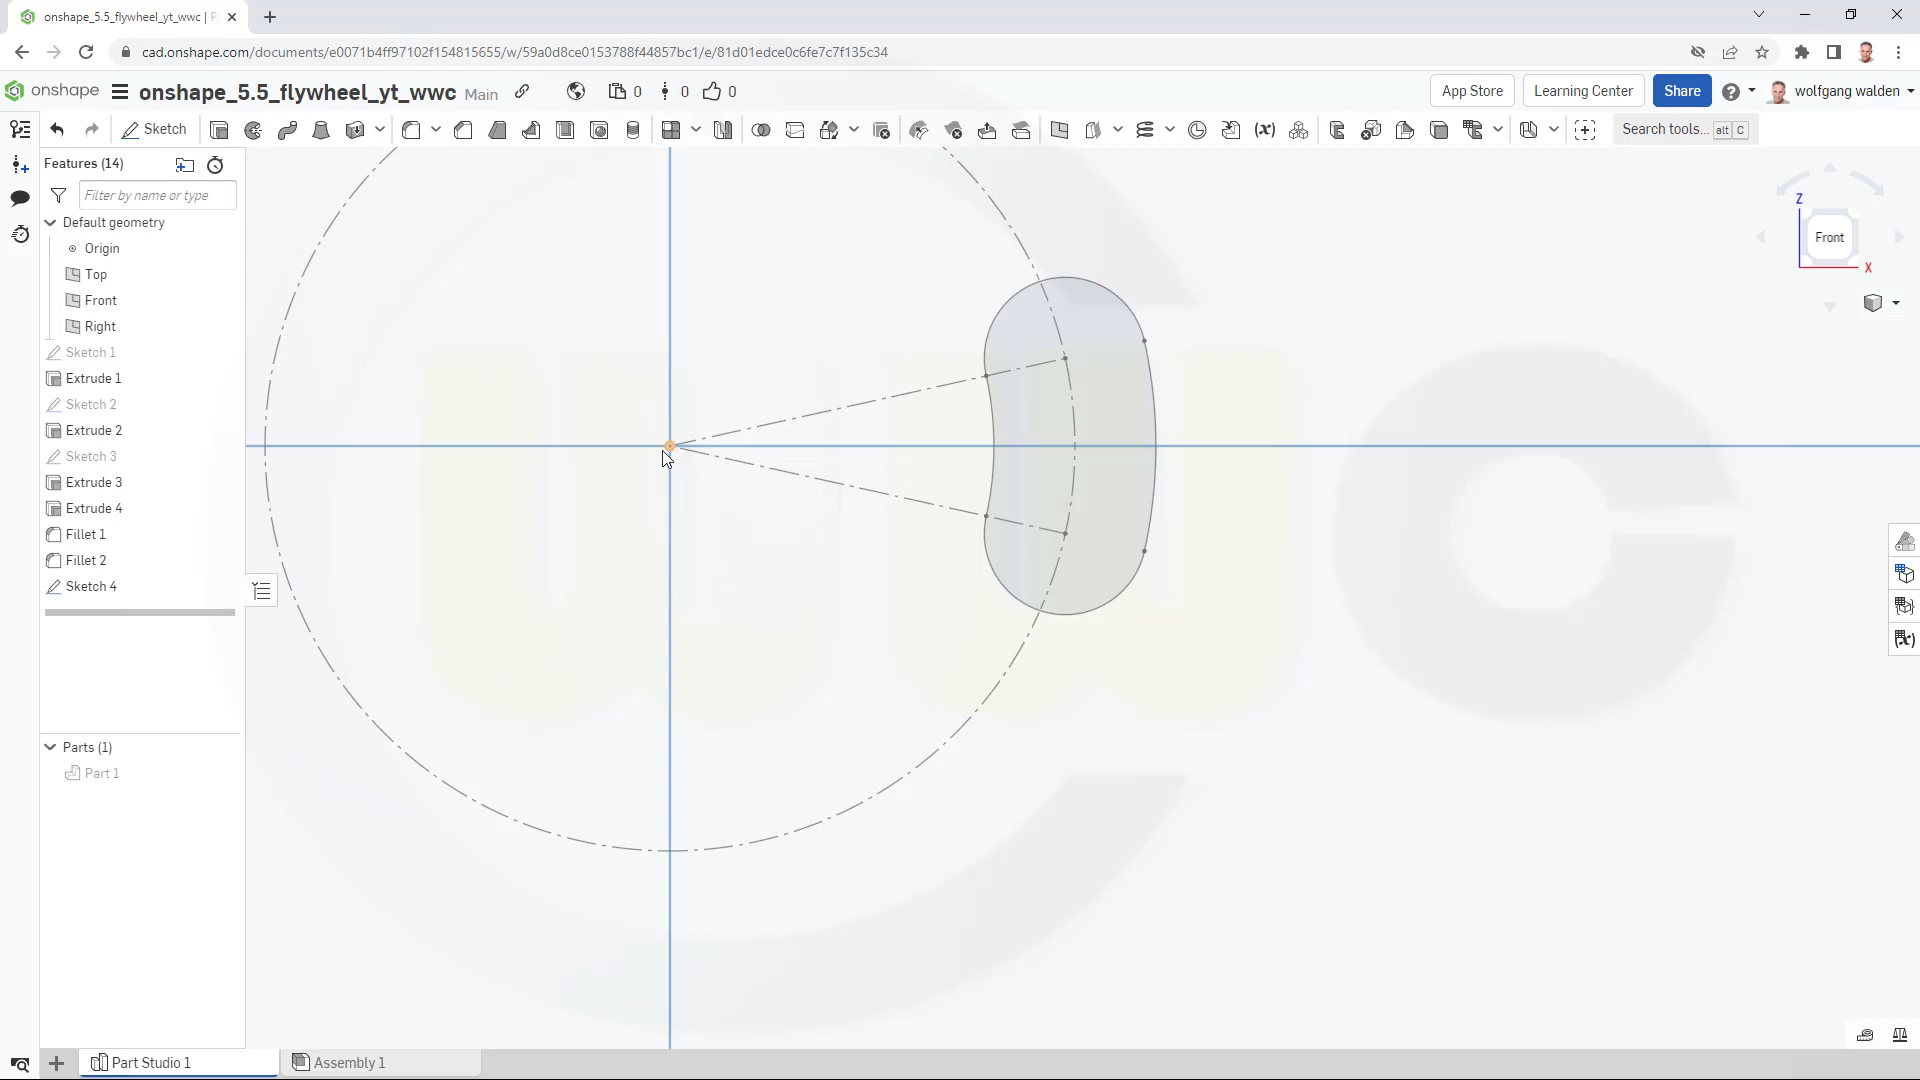 onshape_5.5_flywheel_yt_wwc | P
cad.onshape.com/documents/e0071b4ff97102f154815655/w/59a0d8ce0153788f44857bc1/e/81d01edce0c6fe7c7f135c34
onshape
onshape_5.5_flywheel_yt_wwc Main
0
0
0
App Store
Learning Center
Share
wolfgang walden
Sketch
Search tools... alt C
Features (14)
Filter by name or type
Default geometry
Origin
Top
Front
Right
Sketch 1
Extrude 1
Sketch 2
Extrude 2
Sketch 3
Extrude 3
Extrude 4
Fillet 1
Fillet 2
Sketch 4
Parts (1)
Part 1
Z
Front
X
wwc
Part Studio 1
Assembly 1